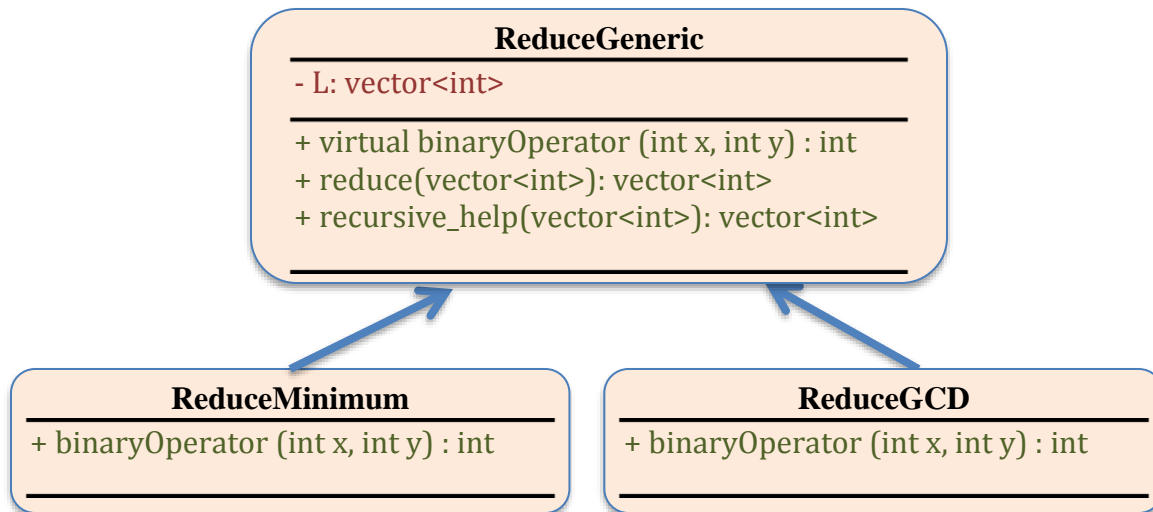 ReduceGeneric
- L: vector<int>
+ virtual binaryOperator (int x, int y) : int
+ reduce(vector<int>): vector<int>
+ recursive_help(vector<int>): vector<int>
ReduceMinimum
+ binaryOperator (int x, int y) : int
ReduceGCD
+ binaryOperator (int x, int y) : int